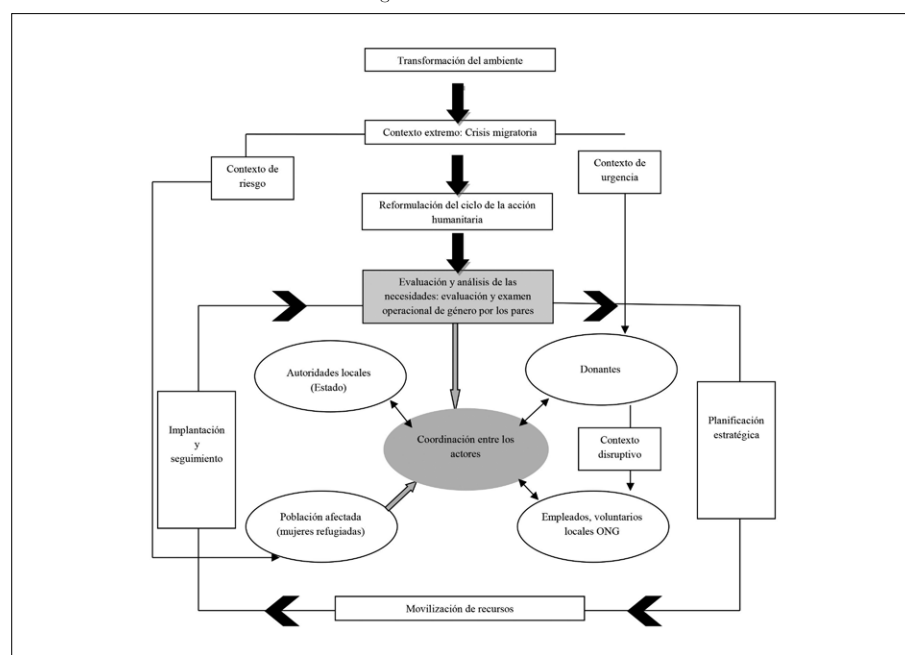 Transformación del ambiente
Contexto extremo: Crisis migratoria
Contexto de
riesgo
Contexto de
urgencia
Reformulación del ciclo de la acción
humanitaria
Evaluación y análisis de las
necesidades: evaluación y examen
operacional de género por los pares
Autoridades locales
(Estado)
Donantes
Implantación
y
seguimiento
Coordinación entre los
actores
Contexto
disruptivo
Planificación
estratégica
Población afectada
(mujeres refugiadas)
Empleados, voluntarios
locales ONG
Movilización de recursos